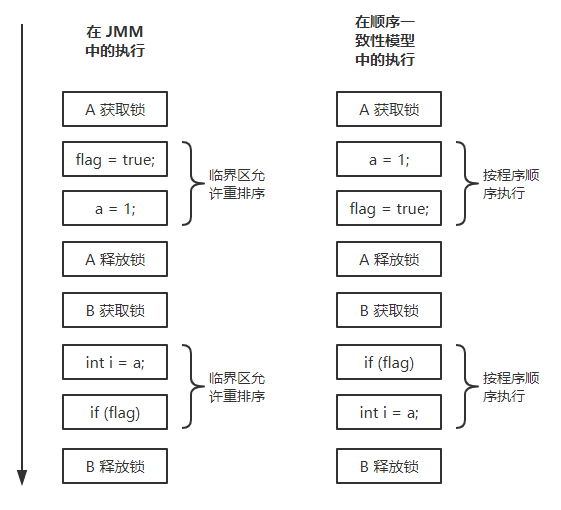 在 JMM
中的执行
A 获取锁
flag = true;
a = 1;
临界区允
许重排序
A 释放锁
B 获取锁
int i = a;
if (flag)
临界区允
许重排序
B 释放锁
在顺序一
致性模型
中的执行
A 获取锁
a = 1;
flag = true;
按程序顺
序执行
A 释放锁
B 获取锁
if (flag)
int i = a;
按程序顺
序执行
B 释放锁